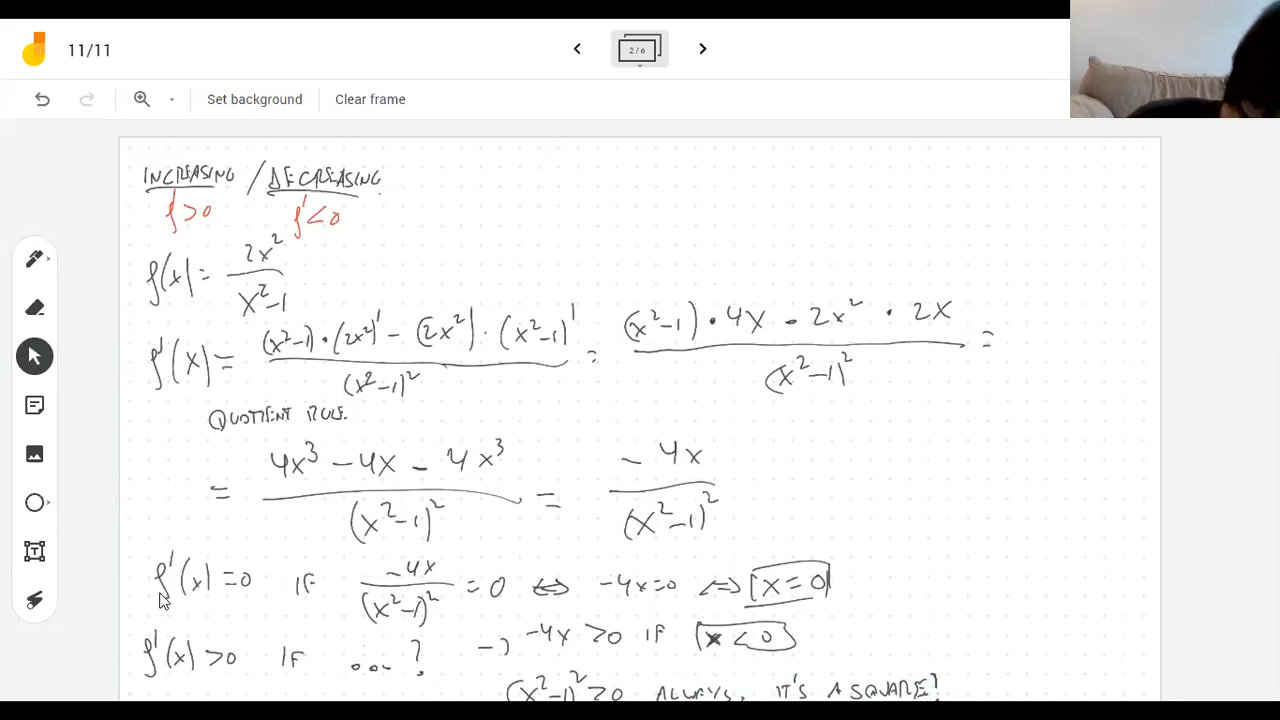 11/11
2 / 6
Set background
Clear frame
INCREASING / DECREASING
f' > 0 f' < 0
f(x) = 2x² / x²-1
f'(x) = (x²-1)·(2x²)' - (2x²)·(x²-1)' / (x²-1)² = (x²-1)·4x - 2x²·2x / (x²-1)² =
QUOTIENT RULE.
= 4x³ - 4x - 4x³ / (x²-1)² = -4x / (x²-1)²
f'(x) = 0 IF -4x / (x²-1)² = 0 ⇔ -4x=0 ⇔ x=0
f'(x) > 0 IF ...? → -4x > 0 IF x < 0
(x²-1)² > 0 ALWAYS, IT'S A SQUARE!